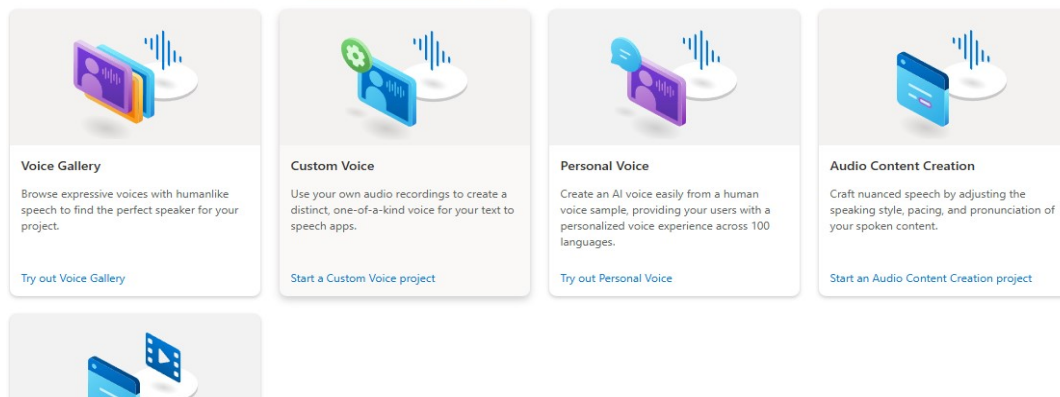 Voice Gallery
Browse expressive voices with humanlike
speech to find the perfect speaker for your
project.
Try out Voice Gallery
Custom Voice
Use your own audio recordings to create a
distinct, one-of-a-kind voice for your text to
speech apps.
Start a Custom Voice project
Personal Voice
Create an AI voice easily from a human
voice sample, providing your users with a
personalized voice experience across 100
languages.
Try out Personal Voice
Audio Content Creation
Craft nuanced speech by adjusting the
speaking style, pacing, and pronunciation of
your spoken content.
Start an Audio Content Creation project